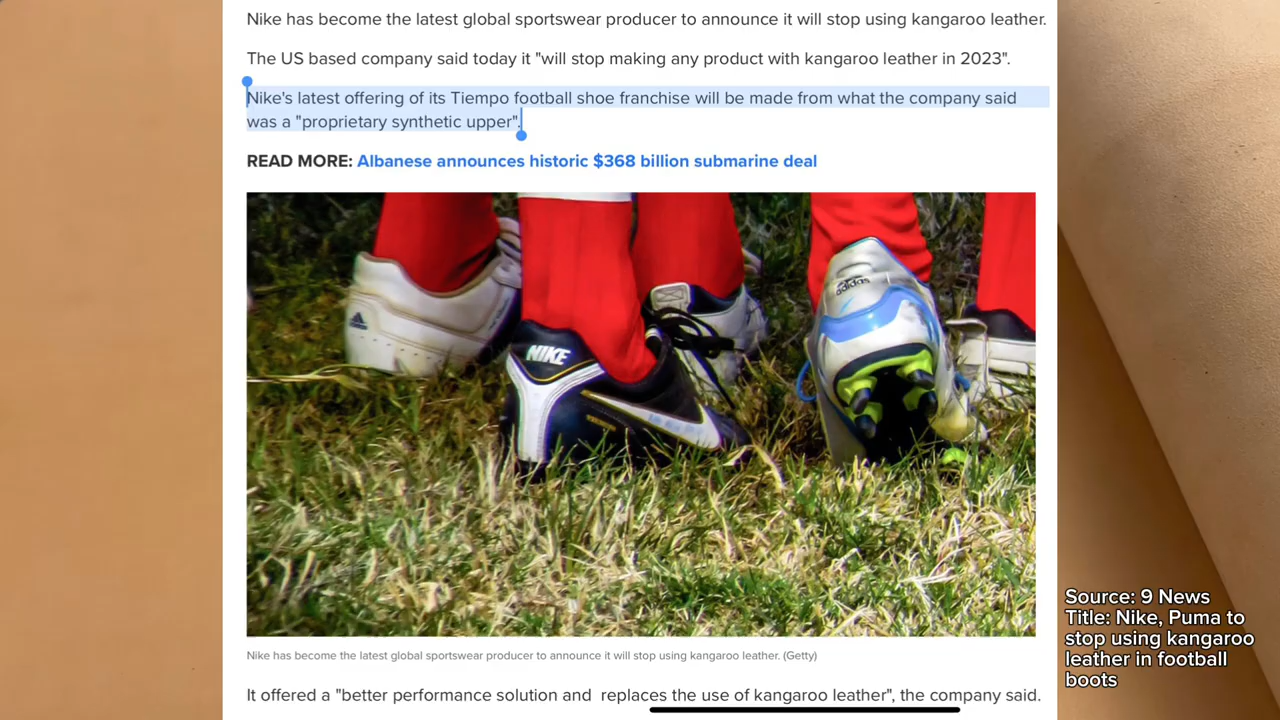 Nike has become the latest global sportswear producer to announce it will stop using kangaroo leather.
The US based company said today it "will stop making any product with kangaroo leather in 2023".
Nike's latest offering of its Tiempo football shoe franchise will be made from what the company said
was a "proprietary synthetic upper".
READ MORE: Albanese announces historic $368 billion submarine deal
adidas
NIKE
Nike has become the latest global sportswear producer to announce it will stop using kangaroo leather. (Getty)
It offered a "better performance solution and  replaces the use of kangaroo leather", the company said.
Source: 9 News
Title: Nike, Puma to
stop using kangaroo
leather in football
boots